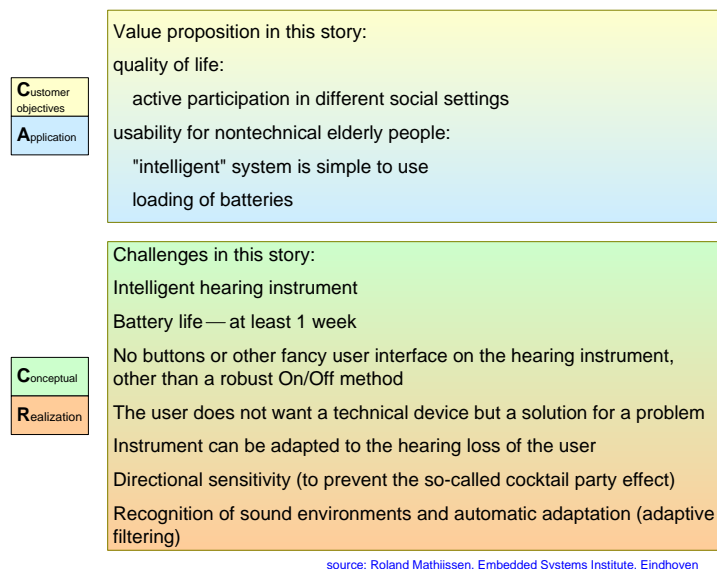 Value proposition in this story:
quality of life:
active participation in different social settings
usability for nontechnical elderly people:
"intelligent" system is simple to use
loading of batteries
Customer
objectives
Application
Challenges in this story:
Intelligent hearing instrument
Battery life — at least 1 week
No buttons or other fancy user interface on the hearing instrument,
other than a robust On/Off method
The user does not want a technical device but a solution for a problem
Instrument can be adapted to the hearing loss of the user
Directional sensitivity (to prevent the so-called cocktail party effect)
Recognition of sound environments and automatic adaptation (adaptive
filtering)
Conceptual
Realization
source: Roland Mathijssen, Embedded Systems Institute, Eindhoven